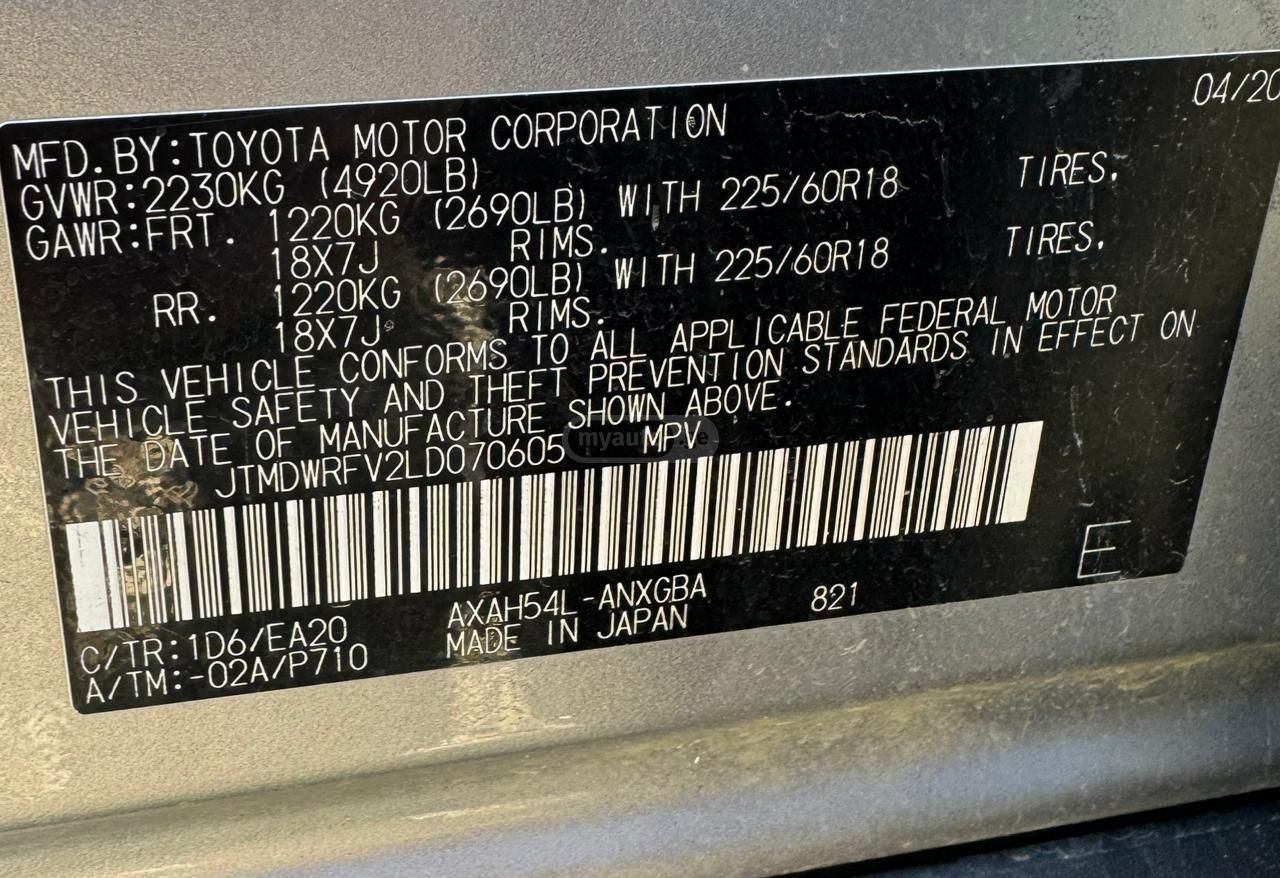 04/20
MFD.BY:TOYOTA MOTOR CORPORATION
GVWR:2230KG (4920LB)
GAWR:FRT. 1220KG (2690LB) WITH 225/60R18 TIRES,
18X7J RIMS.
RR. 1220KG (2690LB) WITH 225/60R18 TIRES,
18X7J RIMS.
THIS VEHICLE CONFORMS TO ALL APPLICABLE FEDERAL MOTOR
VEHICLE SAFETY AND THEFT PREVENTION STANDARDS IN EFFECT ON
THE DATE OF MANUFACTURE SHOWN ABOVE.
JTMDWRFV2LD070605 MPV
C/TR:1D6/EA20 AXAH54L-ANXGBA 821 E
A/TM:-02A/P710 MADE IN JAPAN